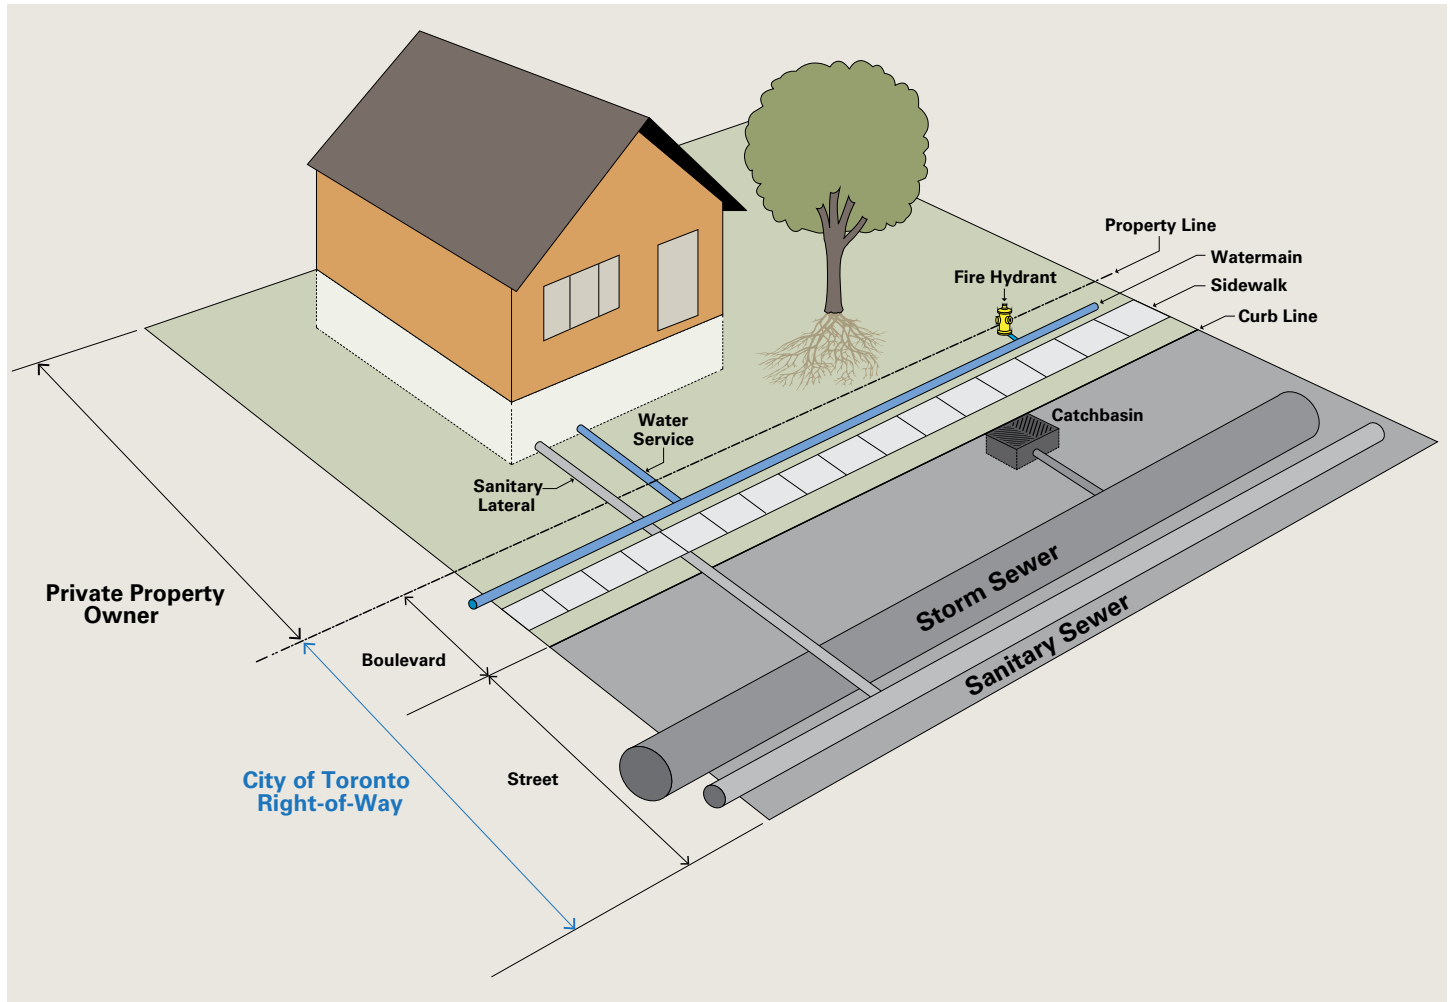 Property Line
Watermain
Fire Hydrant
Sidewalk
Curb Line
Catchbasin
Water
Service
Sanitary
Lateral
Storm Sewer
Sanitary Sewer
Private Property
Owner
Boulevard
Street
City of Toronto
Right-of-Way